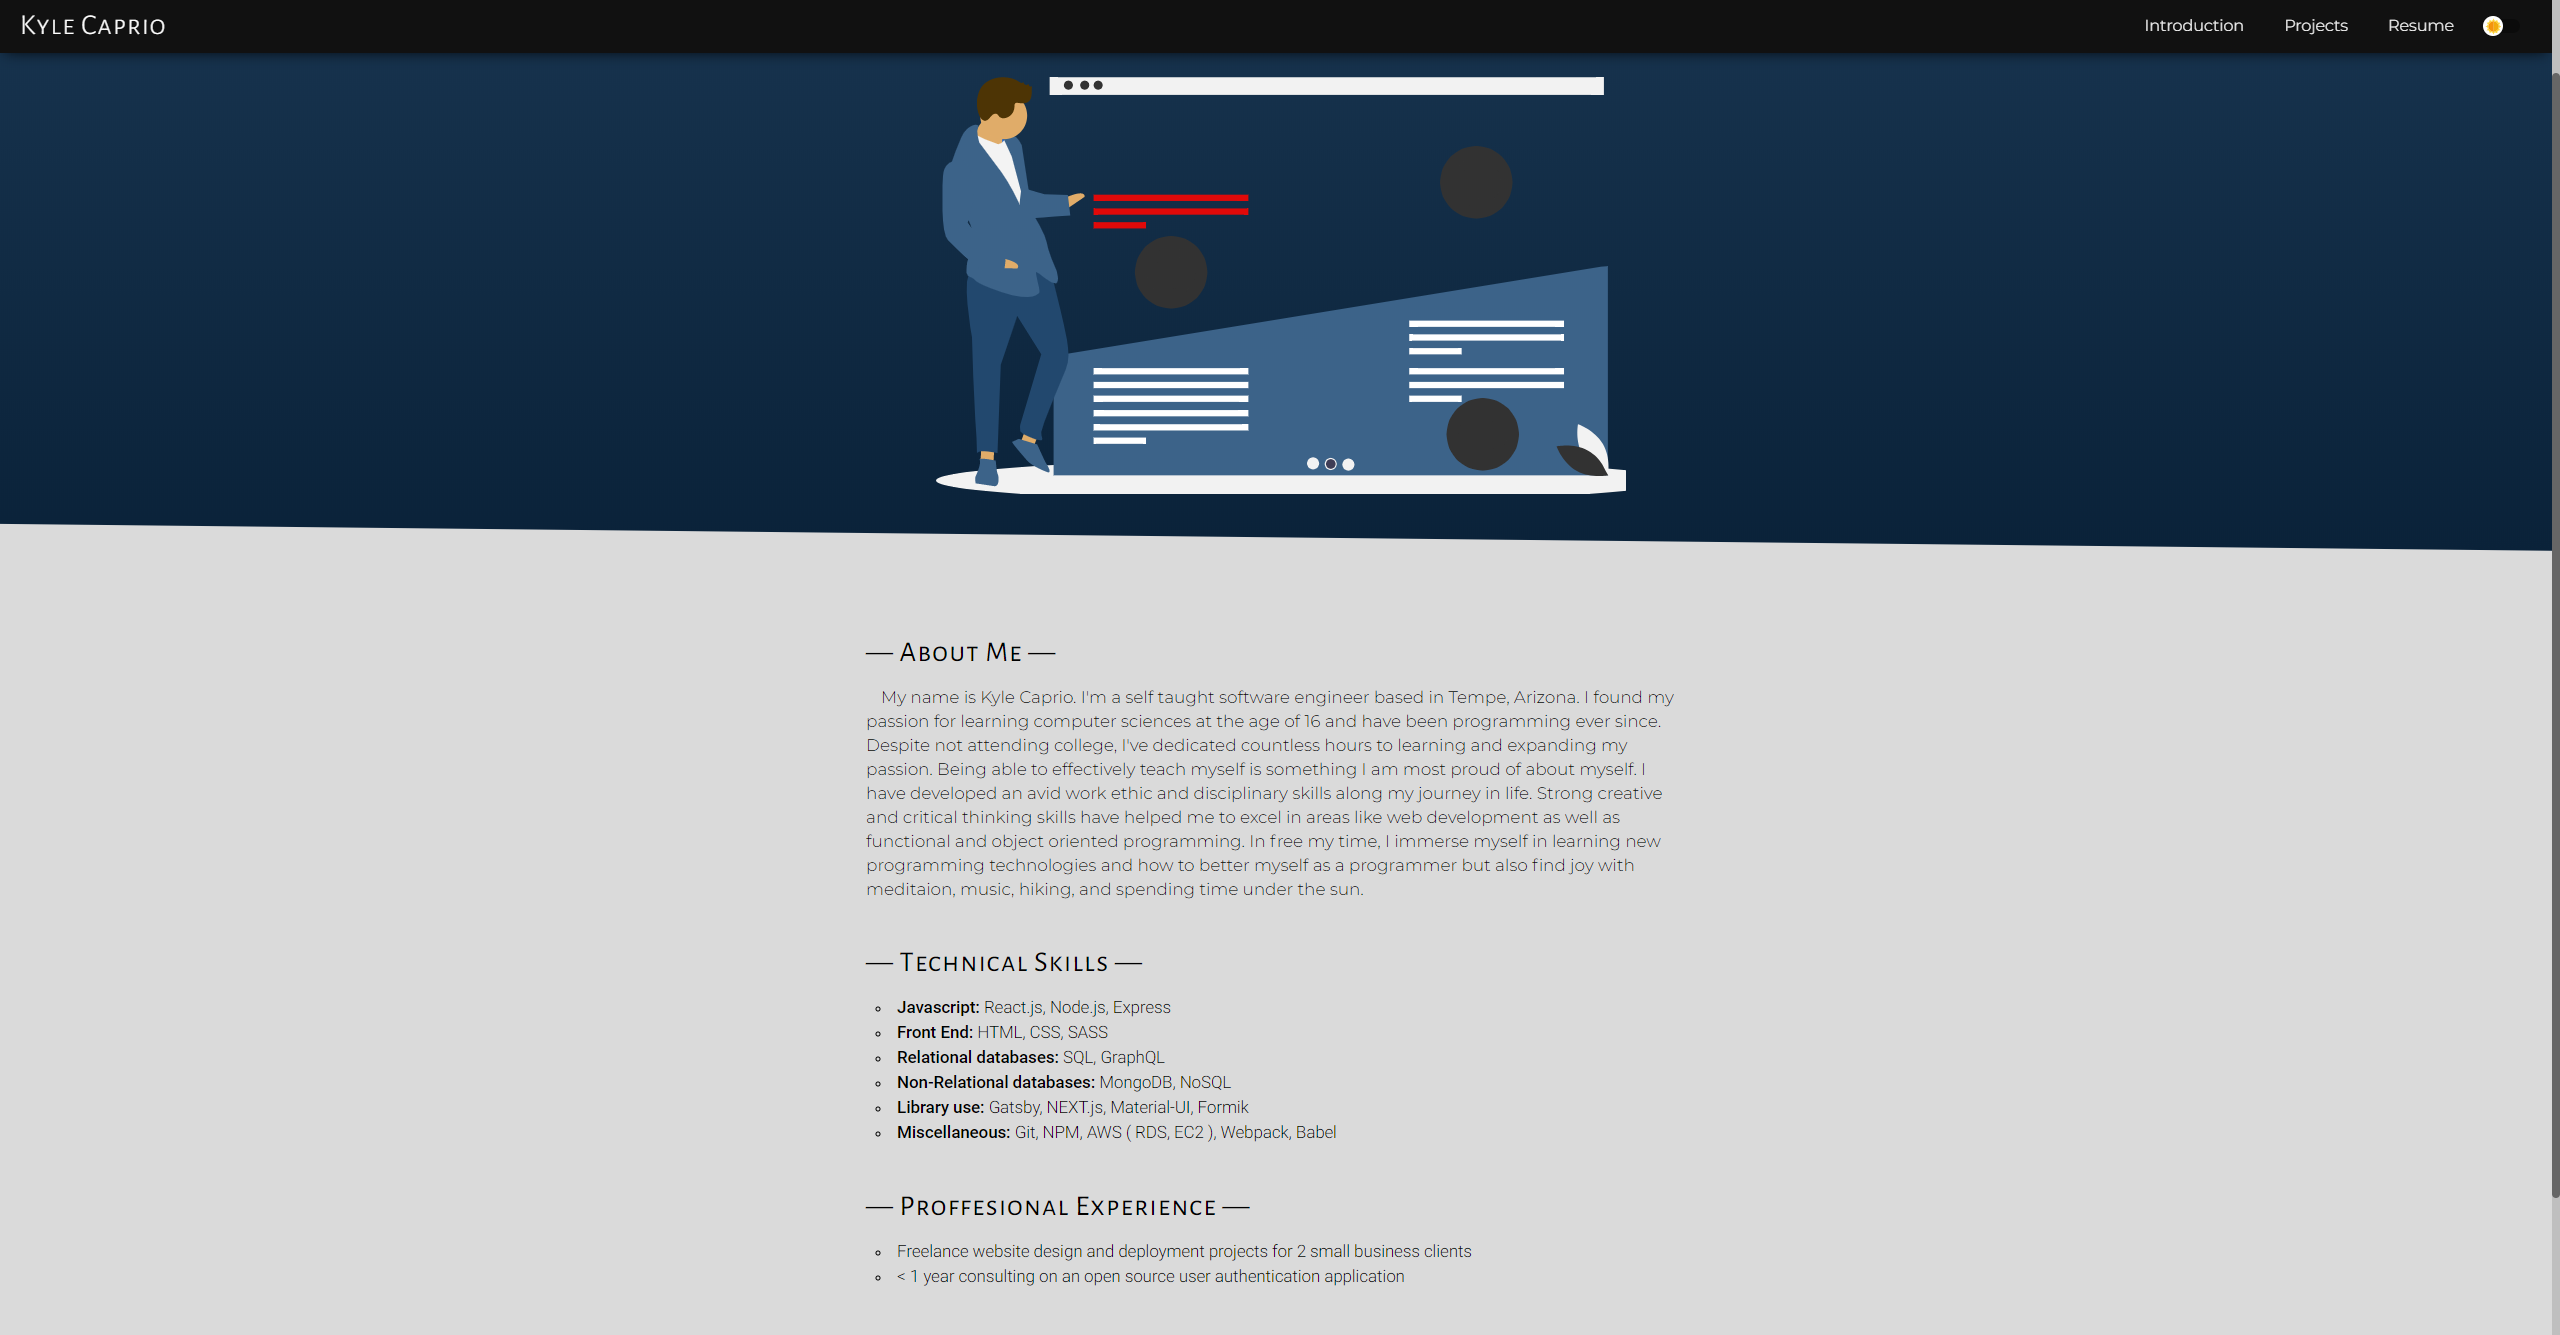 Kyle Caprio
Introduction Projects Resume
— About Me —
My name is Kyle Caprio. I'm a self taught software engineer based in Tempe, Arizona. I found my
passion for learning computer sciences at the age of 16 and have been programming ever since.
Despite not attending college, I've dedicated countless hours to learning and expanding my
passion. Being able to effectively teach myself is something I am most proud of about myself. I
have developed an avid work ethic and disciplinary skills along my journey in life. Strong creative
and critical thinking skills have helped me to excel in areas like web development as well as
functional and object oriented programming. In free my time, I immerse myself in learning new
programming technologies and how to better myself as a programmer but also find joy with
meditaion, music, hiking, and spending time under the sun.
— Technical Skills —
Javascript: React.js, Node.js, Express
Front End: HTML, CSS, SASS
Relational databases: SQL, GraphQL
Non-Relational databases: MongoDB, NoSQL
Library use: Gatsby, NEXT.js, Material-UI, Formik
Miscellaneous: Git, NPM, AWS ( RDS, EC2 ), Webpack, Babel
— Proffesional Experience —
Freelance website design and deployment projects for 2 small business clients
< 1 year consulting on an open source user authentication application